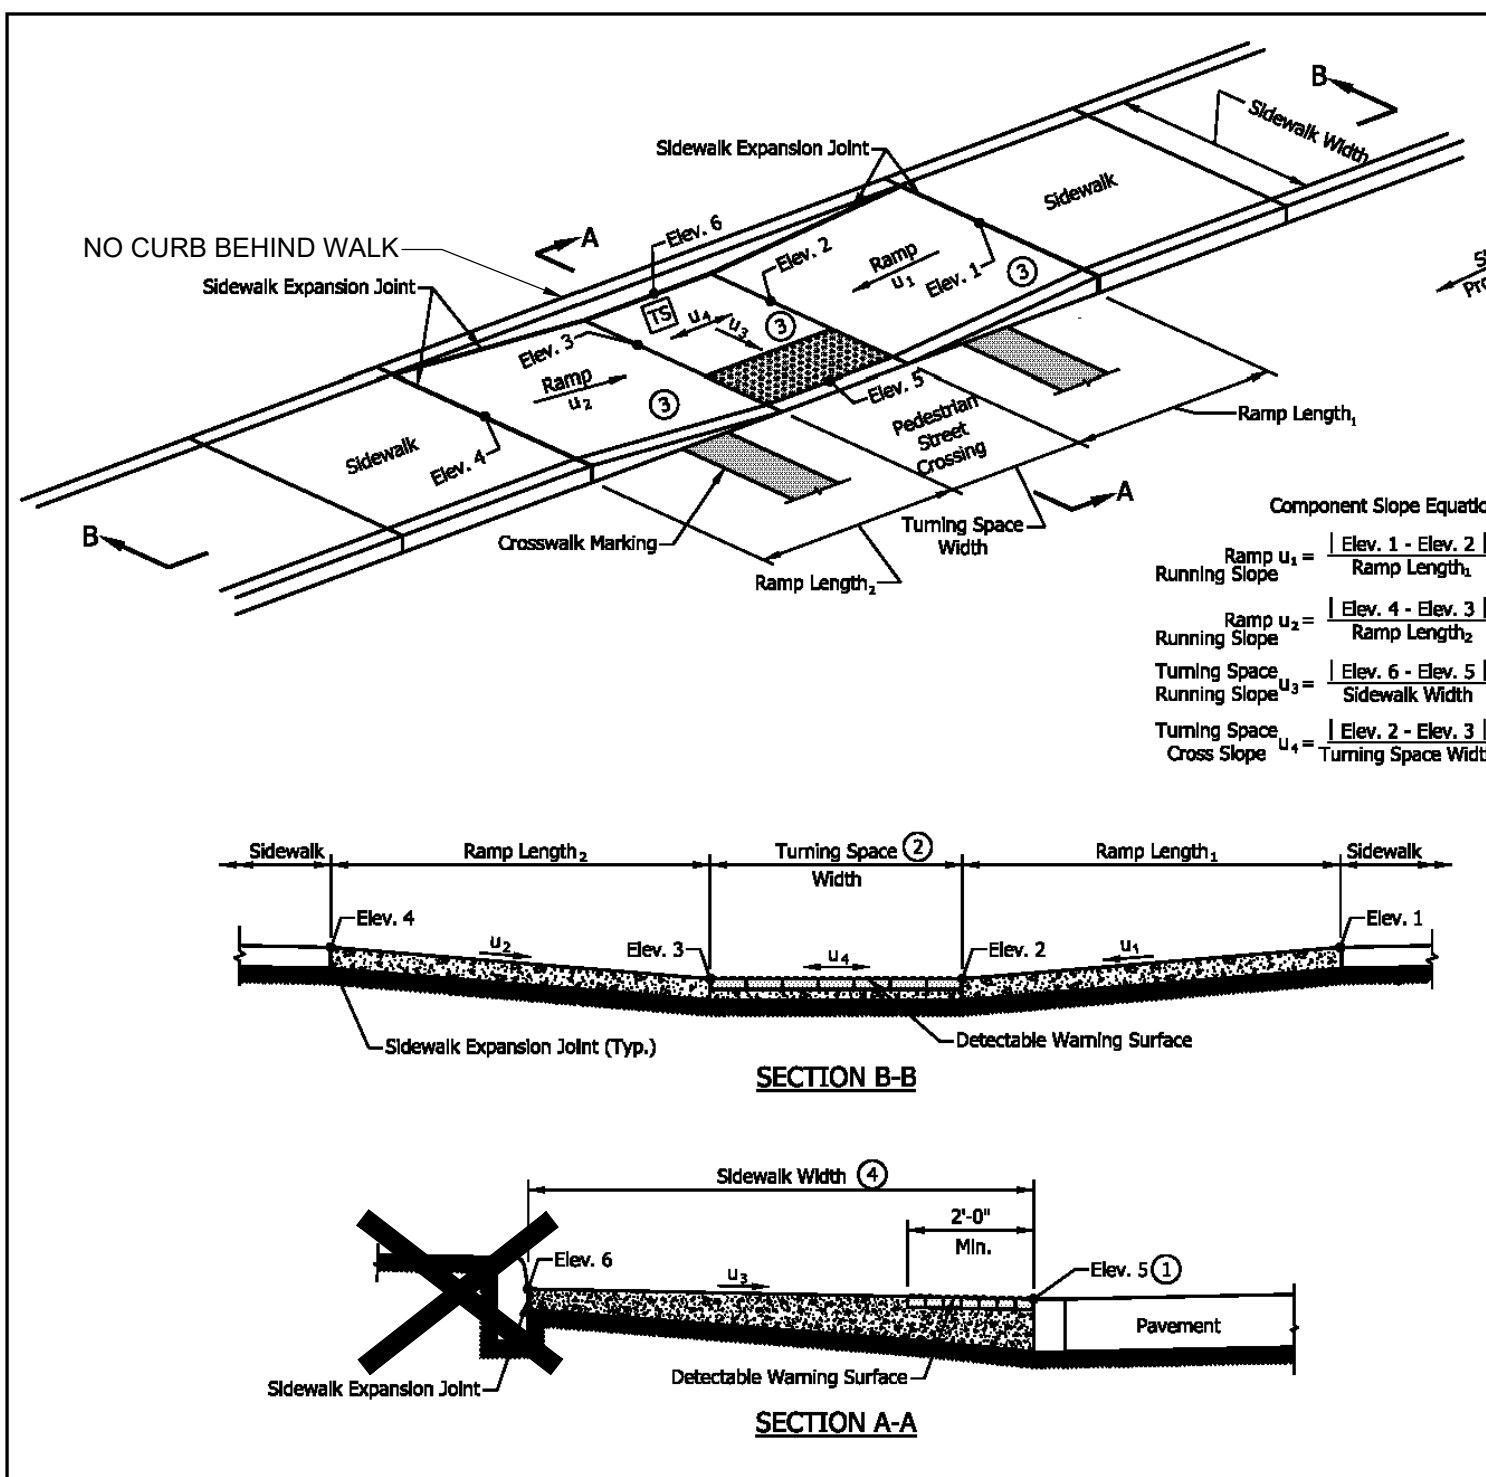 B
Sidewalk Width
Sidewalk Expansion Joint
Sidewalk
A
Elev. 6
NO CURB BEHIND WALK
Elev. 2
Ramp
u₁
Elev. 1
③
Sidewalk Expansion Joint
TS
u₄
u₃
③
Elev. 3
Ramp
u₂
③
Elev. 5
Pedestrian
Street
Crossing
Ramp Length₁
Sidewalk
Elev. 4
A
B
Crosswalk Marking
Turning Space
Width
Ramp Length₂
Component Slope Equatio
Ramp u₁ = | Elev. 1 - Elev. 2 |
Running Slope Ramp Length₁
Ramp u₂ = | Elev. 4 - Elev. 3 |
Running Slope Ramp Length₂
Turning Space u₃ = | Elev. 6 - Elev. 5 |
Running Slope Sidewalk Width
Turning Space u₄ = | Elev. 2 - Elev. 3 |
Cross Slope Turning Space Widt
Sidewalk Ramp Length₂ Turning Space ② Ramp Length₁ Sidewalk
Width
Elev. 4 Elev. 1
u₂ Elev. 3 u₄ Elev. 2 u₁
Sidewalk Expansion Joint (Typ.) Detectable Warning Surface
SECTION B-B
Sidewalk Width ④
2'-0"
Min.
Elev. 6
u₃
Elev. 5 ①
Pavement
Sidewalk Expansion Joint Detectable Warning Surface
SECTION A-A